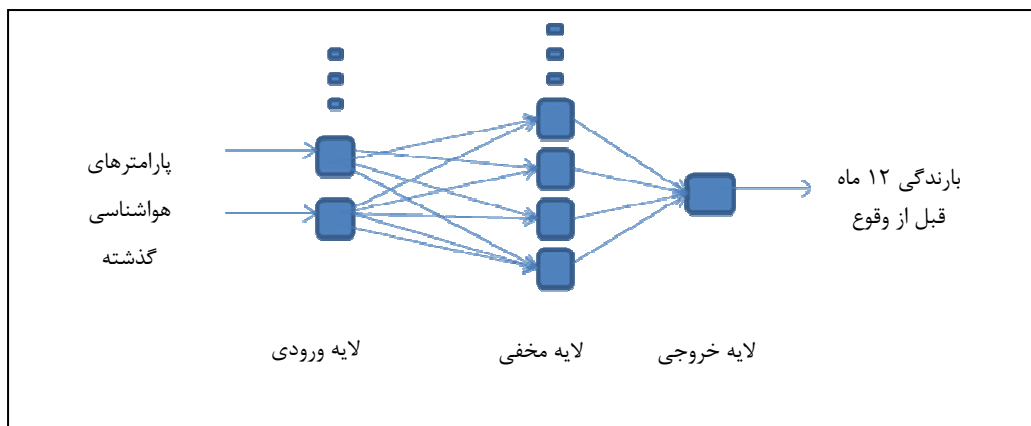 پارامترهای
هواشناسی
گذشته
بارندگی ۱۲ ماه
قبل از وقوع
لایه ورودی
لایه مخفی
لایه خروجی